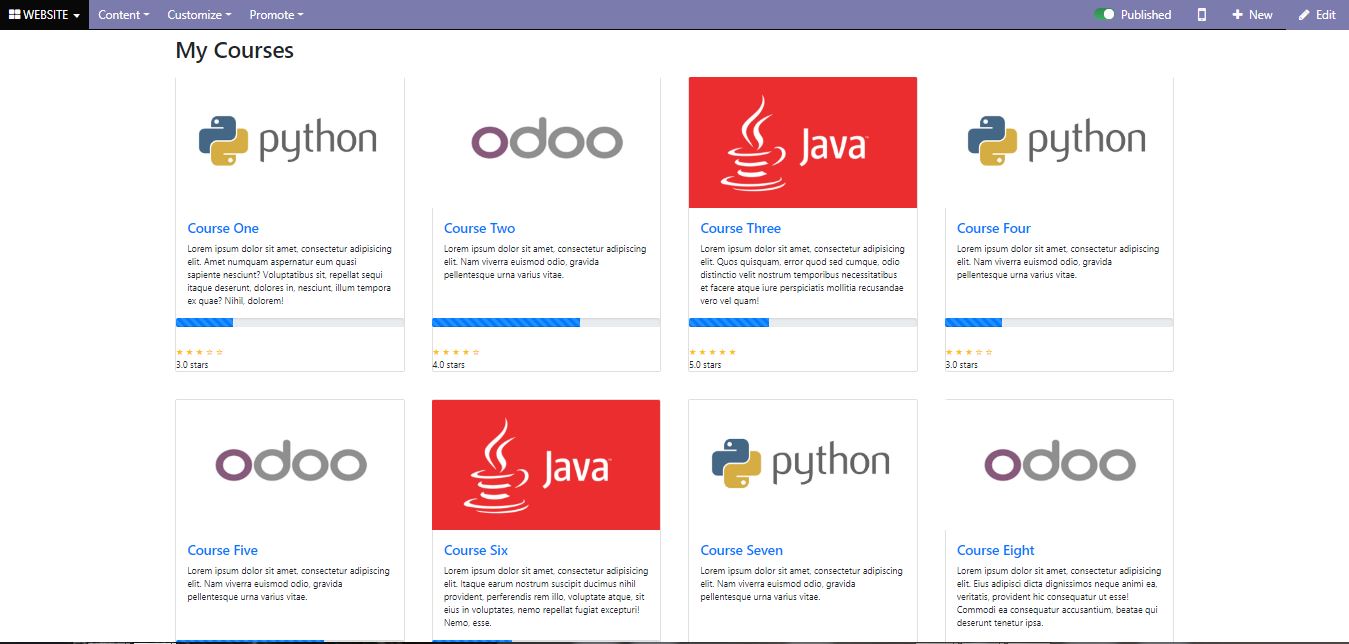 WEBSITE Content Customize Promote Published New Edit
My Courses
python
odoo
Java
python
Course One
Lorem ipsum dolor sit amet, consectetur adipisicing
elit. Amet numquam aspernatur eum quasi
sapiente nesciunt? Voluptatibus sit, repellat sequi
itaque deserunt, dolores in, nesciunt, illum tempora
ex quae? Nihil, dolorem!
3.0 stars
Course Two
Lorem ipsum dolor sit amet, consectetur adipiscing
elit. Nam viverra euismod odio, gravida
pellentesque urna varius vitae.
4.0 stars
Course Three
Lorem ipsum dolor sit amet, consectetur adipisicing
elit. Quos quisquam, error quod sed cumque, odio
distinctio velit nostrum temporibus necessitatibus
et facere atque iure perspiciatis mollitia recusandae
vero vel quam!
5.0 stars
Course Four
Lorem ipsum dolor sit amet, consectetur adipiscing
elit. Nam viverra euismod odio, gravida
pellentesque urna varius vitae.
3.0 stars
odoo
Java
python
odoo
Course Five
Lorem ipsum dolor sit amet, consectetur adipiscing
elit. Nam viverra euismod odio, gravida
pellentesque urna varius vitae.
Course Six
Lorem ipsum dolor sit amet, consectetur adipisicing
elit. Itaque earum nostrum suscipit ducimus nihil
provident, perferendis rem illo, voluptate atque, sit
eius in voluptates, nemo repellat fugiat excepturi!
Nemo, esse.
Course Seven
Lorem ipsum dolor sit amet, consectetur adipiscing
elit. Nam viverra euismod odio, gravida
pellentesque urna varius vitae.
Course Eight
Lorem ipsum dolor sit amet, consectetur adipisicing
elit. Eius adipisci dicta dignissimos neque animi ea,
veritatis, provident hic consequatur ut esse!
Commodi ea consequatur accusantium, beatae qui
deserunt tenetur ipsa.